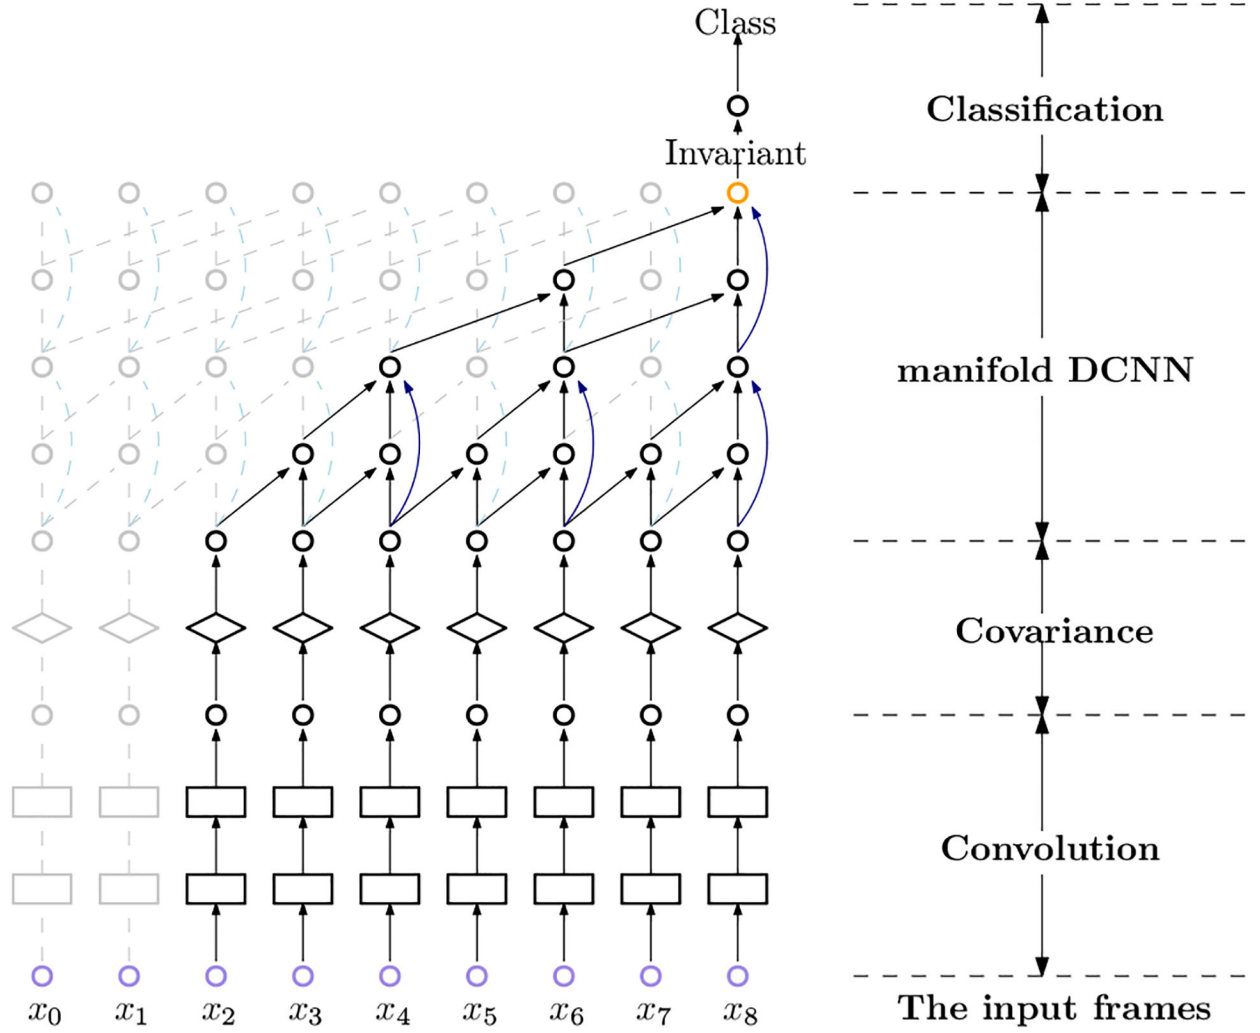 Class
Classification
Invariant
manifold DCNN
Covariance
Convolution
x0 x1 x2 x3 x4 x5 x6 x7 x8
The input frames